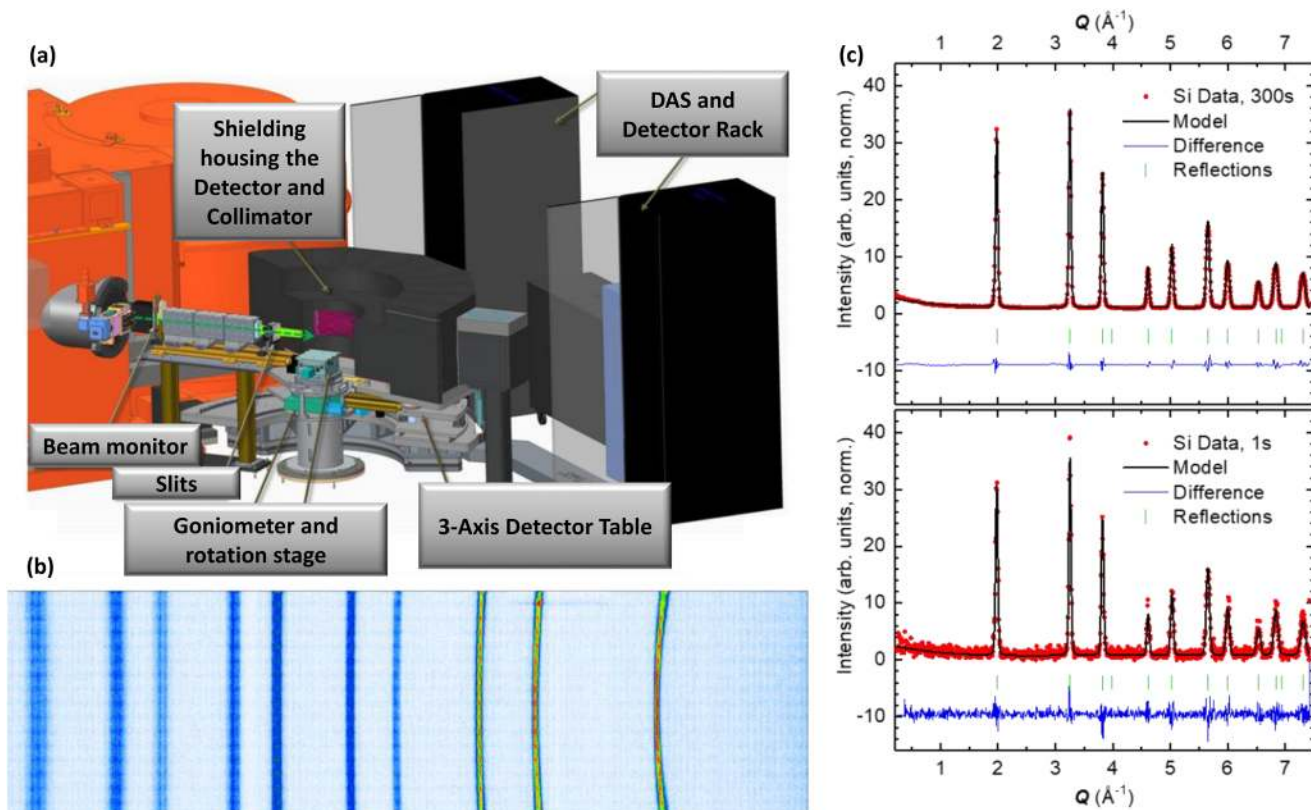 (a)
Shielding
housing the
Detector and
Collimator
DAS and
Detector Rack
Beam monitor
Slits
Goniometer and
rotation stage
3-Axis Detector Table
(b)
(c)
Q (Å⁻¹)
1 2 3 4 5 6 7
Intensity (arb. units, norm.)
40
30
20
10
0
-10
Si Data, 300s
Model
Difference
Reflections
Intensity (arb. units, norm.)
40
30
20
10
0
-10
Si Data, 1s
Model
Difference
Reflections
1 2 3 4 5 6 7
Q (Å⁻¹)